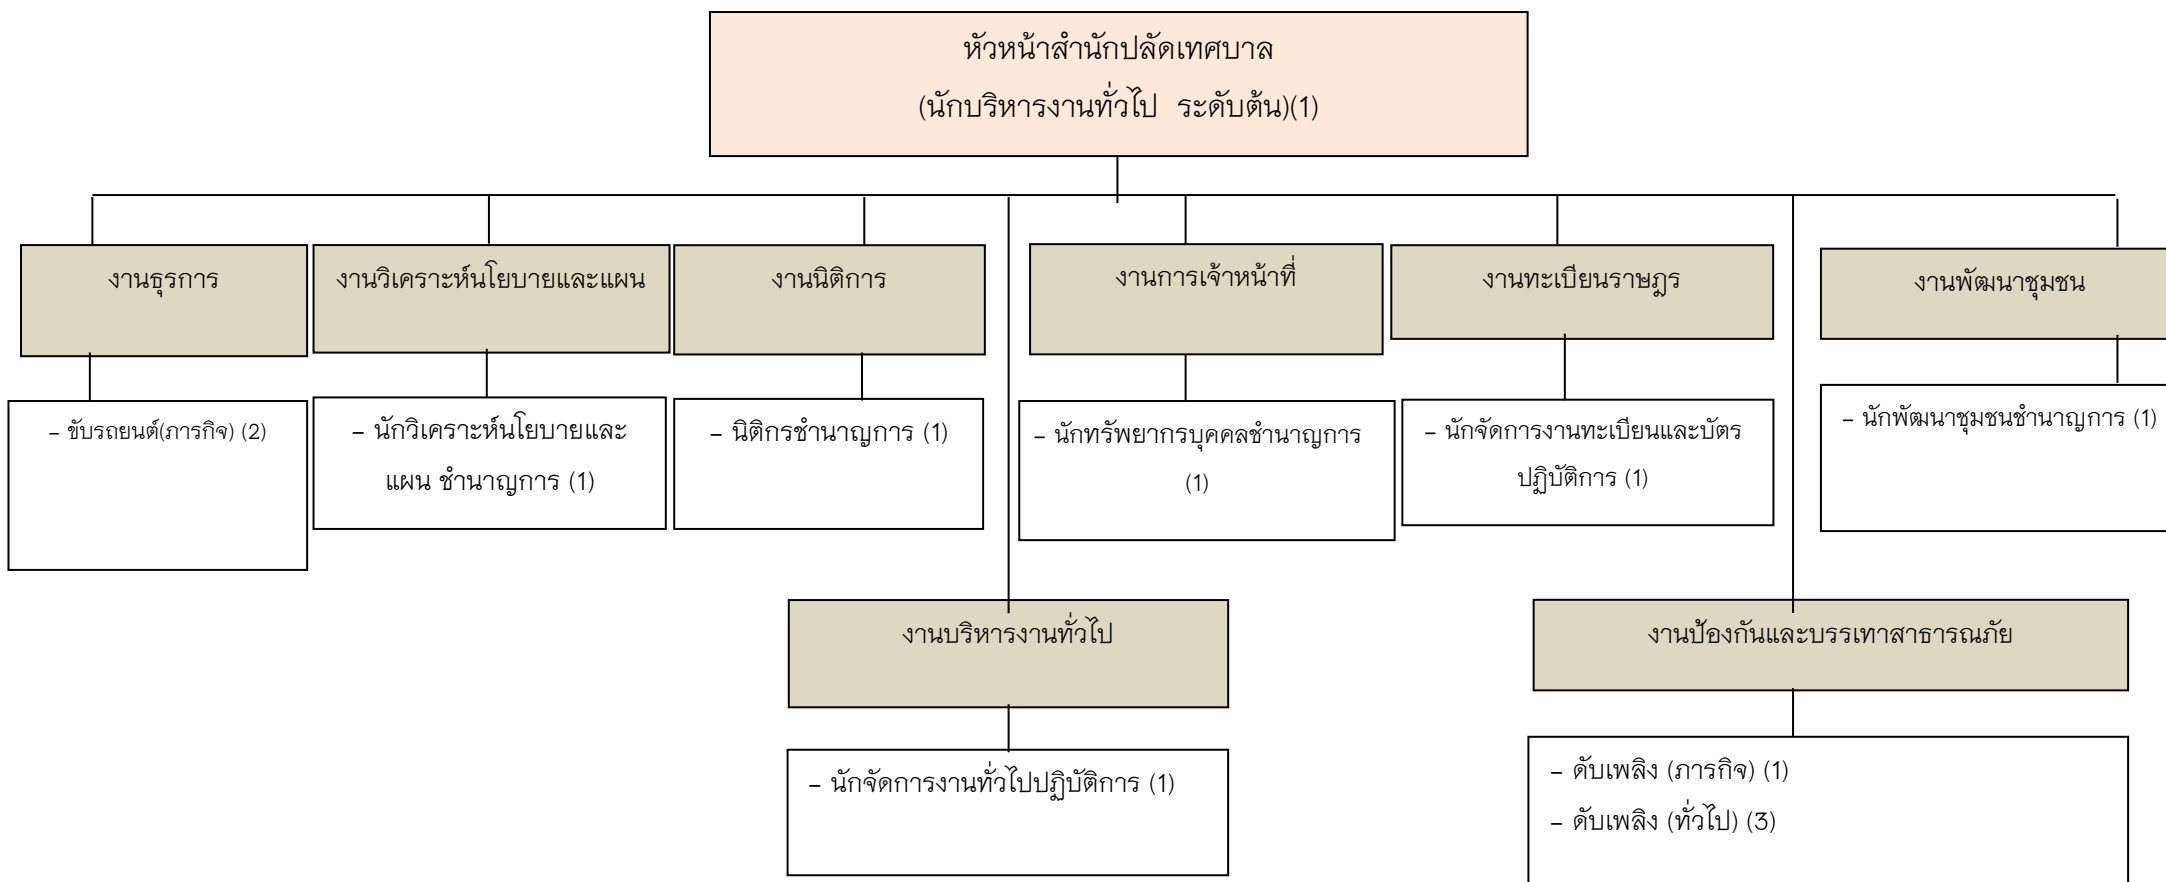 หัวหน้าสำนักปลัดเทศบาล
(นักบริหารงานทั่วไป ระดับต้น)(1)
งานธุรการ
งานวิเคราะห์นโยบายและแผน
งานนิติการ
งานการเจ้าหน้าที่
งานทะเบียนราษฎร
งานพัฒนาชุมชน
– ขับรถยนต์(ภารกิจ) (2)
– นักวิเคราะห์นโยบายและ
แผน ชำนาญการ (1)
– นิติกรชำนาญการ (1)
– นักทรัพยากรบุคคลชำนาญการ
(1)
– นักจัดการงานทะเบียนและบัตร
ปฏิบัติการ (1)
– นักพัฒนาชุมชนชำนาญการ (1)
งานบริหารงานทั่วไป
งานป้องกันและบรรเทาสาธารณภัย
– นักจัดการงานทั่วไปปฏิบัติการ (1)
– ดับเพลิง (ภารกิจ) (1)
– ดับเพลิง (ทั่วไป) (3)